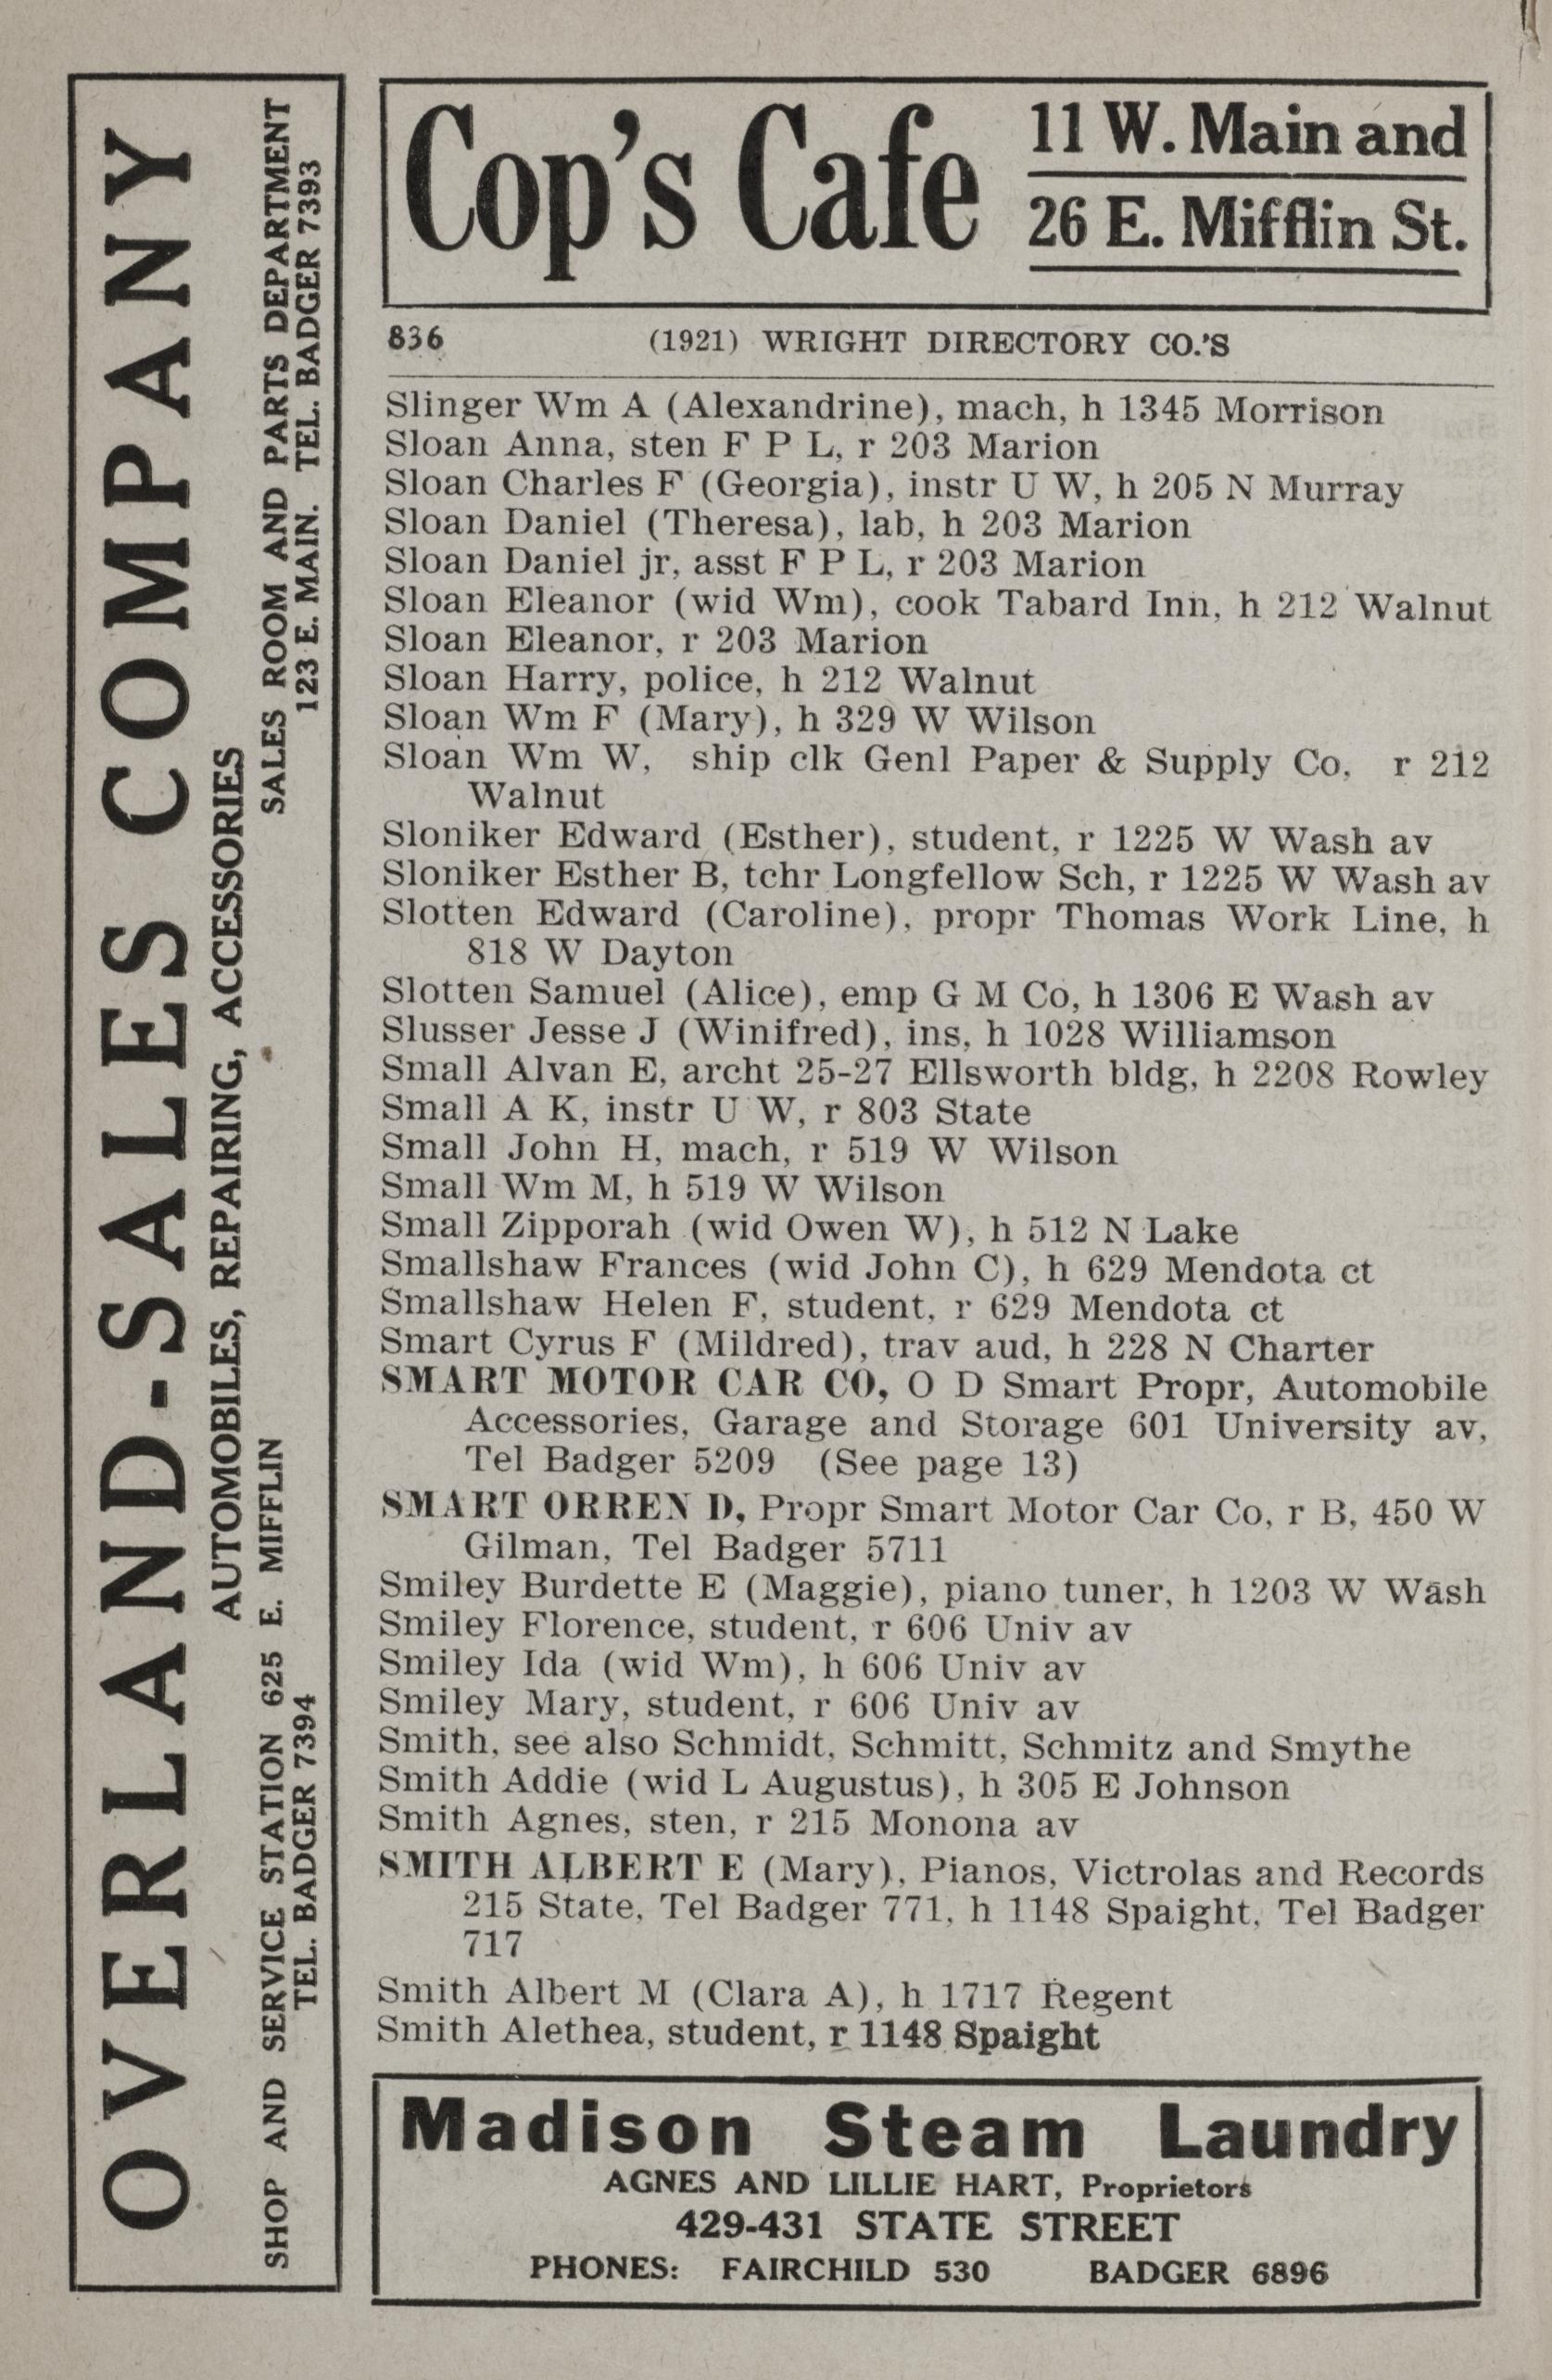 OVERLAND-SALES COMPANY
AUTOMOBILES, REPAIRING, ACCESSORIES
SHOP AND SERVICE STATION 625 E. MIFFLIN
TEL. BADGER 7394
SALES ROOM AND PARTS DEPARTMENT
123 E. MAIN. TEL. BADGER 7393
Cop's Cafe
11 W. Main and
26 E. Mifflin St.
836 (1921) WRIGHT DIRECTORY CO.'S
Slinger Wm A (Alexandrine), mach, h 1345 Morrison
Sloan Anna, sten F P L, r 203 Marion
Sloan Charles F (Georgia), instr U W, h 205 N Murray
Sloan Daniel (Theresa), lab, h 203 Marion
Sloan Daniel jr, asst F P L, r 203 Marion
Sloan Eleanor (wid Wm), cook Tabard Inn, h 212 Walnut
Sloan Eleanor, r 203 Marion
Sloan Harry, police, h 212 Walnut
Sloan Wm F (Mary), h 329 W Wilson
Sloan Wm W, ship clk Genl Paper & Supply Co, r 212
Walnut
Sloniker Edward (Esther), student, r 1225 W Wash av
Sloniker Esther B, tchr Longfellow Sch, r 1225 W Wash av
Slotten Edward (Caroline), propr Thomas Work Line, h
818 W Dayton
Slotten Samuel (Alice), emp G M Co, h 1306 E Wash av
Slusser Jesse J (Winifred), ins, h 1028 Williamson
Small Alvan E, archt 25-27 Ellsworth bldg, h 2208 Rowley
Small A K, instr U W, r 803 State
Small John H, mach, r 519 W Wilson
Small Wm M, h 519 W Wilson
Small Zipporah (wid Owen W), h 512 N Lake
Smallshaw Frances (wid John C), h 629 Mendota ct
Smallshaw Helen F, student, r 629 Mendota ct
Smart Cyrus F (Mildred), trav aud, h 228 N Charter
SMART MOTOR CAR CO, O D Smart Propr, Automobile
Accessories, Garage and Storage 601 University av,
Tel Badger 5209 (See page 13)
SMART ORREN D, Propr Smart Motor Car Co, r B, 450 W
Gilman, Tel Badger 5711
Smiley Burdette E (Maggie), piano tuner, h 1203 W Wash
Smiley Florence, student, r 606 Univ av
Smiley Ida (wid Wm), h 606 Univ av
Smiley Mary, student, r 606 Univ av
Smith, see also Schmidt, Schmitt, Schmitz and Smythe
Smith Addie (wid L Augustus), h 305 E Johnson
Smith Agnes, sten, r 215 Monona av
SMITH ALBERT E (Mary), Pianos, Victrolas and Records
215 State, Tel Badger 771, h 1148 Spaight, Tel Badger
717
Smith Albert M (Clara A), h 1717 Regent
Smith Alethea, student, r 1148 Spaight
Madison Steam Laundry
AGNES AND LILLIE HART, Proprietors
429-431 STATE STREET
PHONES: FAIRCHILD 530 BADGER 6896